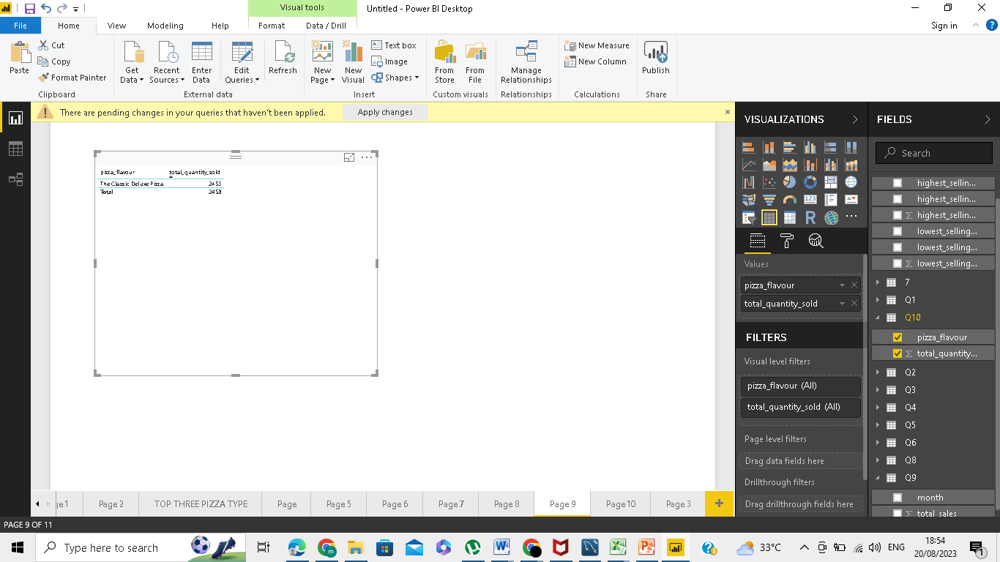 Visual tools
Untitled - Power BI Desktop
File
Home
View
Modeling
Help
Format
Data / Drill
Sign in
Paste
Cut
Copy
Format Painter
Clipboard
Get
Data
Recent
Sources
Enter
Data
External data
Edit
Queries
Refresh
New
Page
New
Visual
Text box
Image
Shapes
Insert
From
Store
From
File
Custom visuals
Manage
Relationships
Relationships
New Measure
New Column
Calculations
Publish
Share
There are pending changes in your queries that haven't been applied.
Apply changes
pizza_flavour total_quantity_sold
The Classic Deluxe Pizza 2453
Total 2453
VISUALIZATIONS
123
R
Values
pizza_flavour
total_quantity_sold
FILTERS
Visual level filters
pizza_flavour (All)
total_quantity_sold (All)
Page level filters
Drag data fields here
Drillthrough filters
Drag drillthrough fields here
FIELDS
Search
highest_sellin...
highest_sellin...
Σ highest_sellin...
lowest_selling...
lowest_selling...
Σ lowest_selling...
7
Q1
Q10
pizza_flavour
Σ total_quantity...
Q2
Q3
Q4
Q5
Q6
Q8
Q9
month
Σ total_sales
ge 1
Page 2
TOP THREE PIZZA TYPE
Page
Page 5
Page 6
Page 7
Page 8
Page 9
Page 10
Page 3
PAGE 9 OF 11
Type here to search
33°C
ENG
18:54
20/08/2023
1